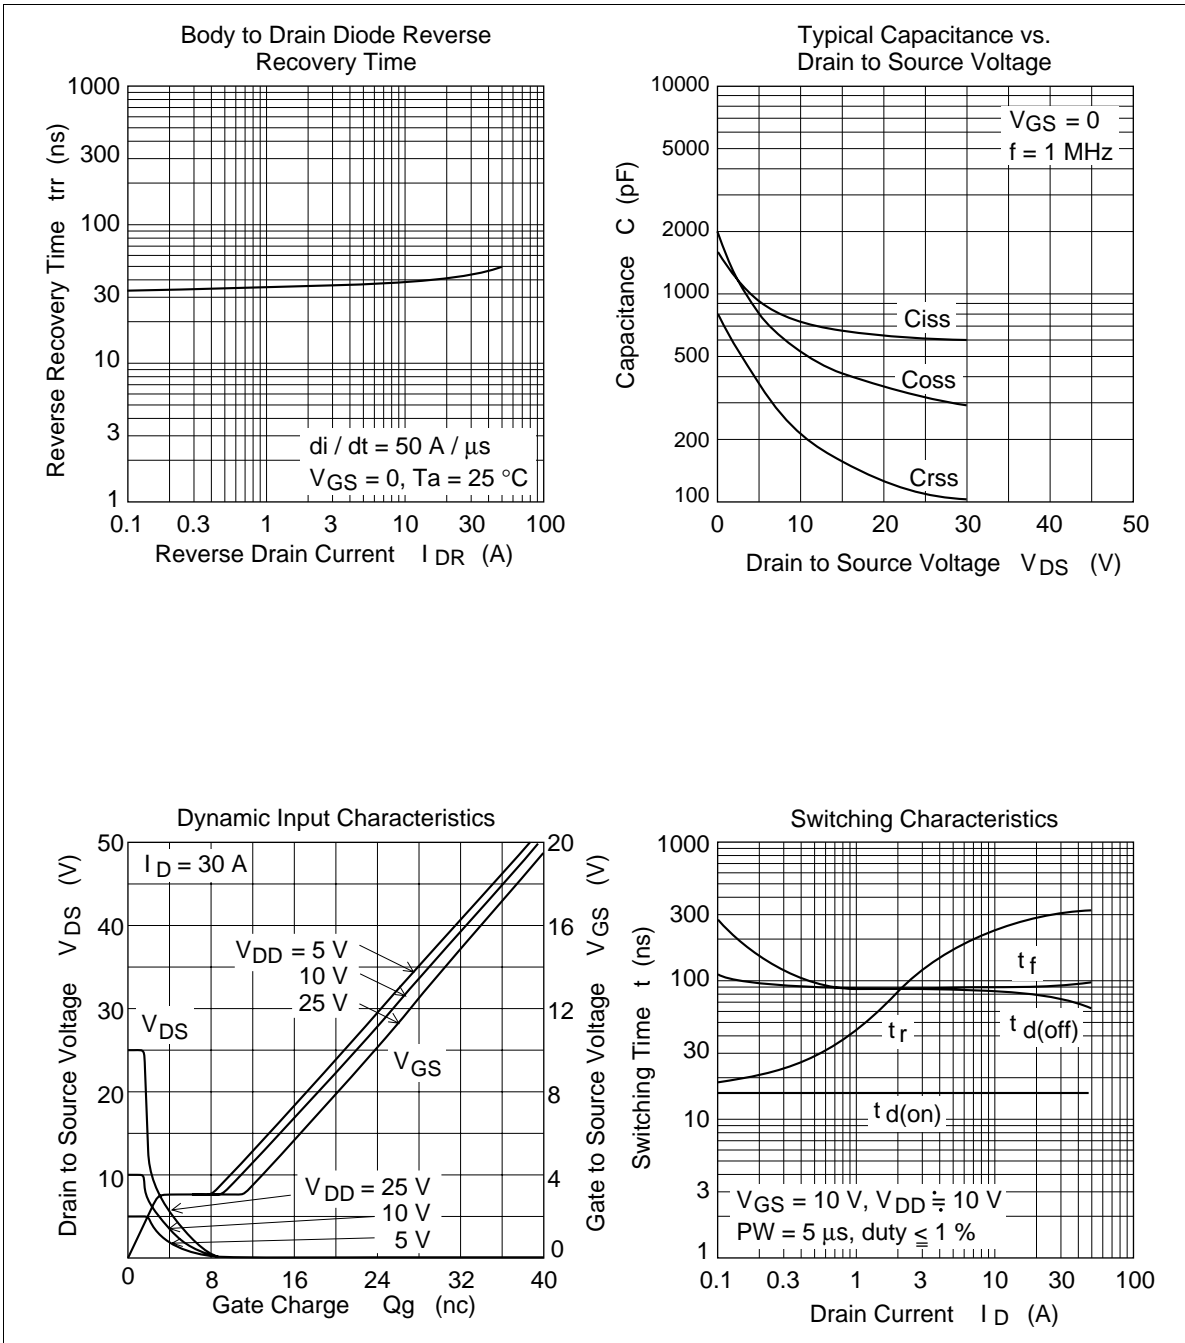 Body to Drain Diode Reverse
Recovery Time
1000
300
100
30
10
3
1
Reverse Recovery Time trr (ns)
di / dt = 50 A / µs
VGS = 0, Ta = 25 °C
0.1 0.3 1 3 10 30 100
Reverse Drain Current IDR (A)
Typical Capacitance vs.
Drain to Source Voltage
10000
5000
2000
1000
500
200
100
Capacitance C (pF)
VGS = 0
f = 1 MHz
Ciss
Coss
Crss
0 10 20 30 40 50
Drain to Source Voltage VDS (V)
Dynamic Input Characteristics
50
40
30
20
10
0
Drain to Source Voltage VDS (V)
ID = 30 A
VDD = 5 V
10 V
25 V
VDS
VGS
VDD = 25 V
10 V
5 V
20
16
12
8
4
0
Gate to Source Voltage VGS (V)
8 16 24 32 40
Gate Charge Qg (nc)
Switching Characteristics
1000
300
100
30
10
3
1
Switching Time t (ns)
tf
tr
td(off)
td(on)
VGS = 10 V, VDD ≒ 10 V
PW = 5 µs, duty ≦ 1 %
0.1 0.3 1 3 10 30 100
Drain Current ID (A)